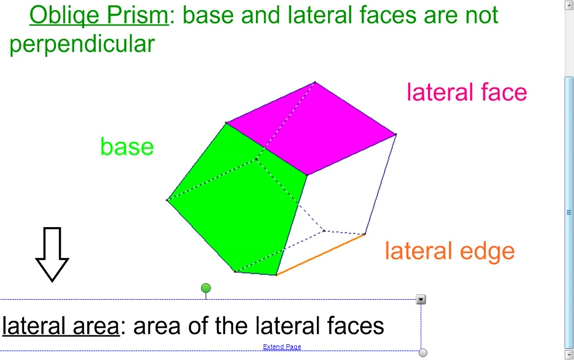 Obliqe Prism: base and lateral faces are not
perpendicular
lateral face
base
lateral edge
lateral area: area of the lateral faces
Extend Page